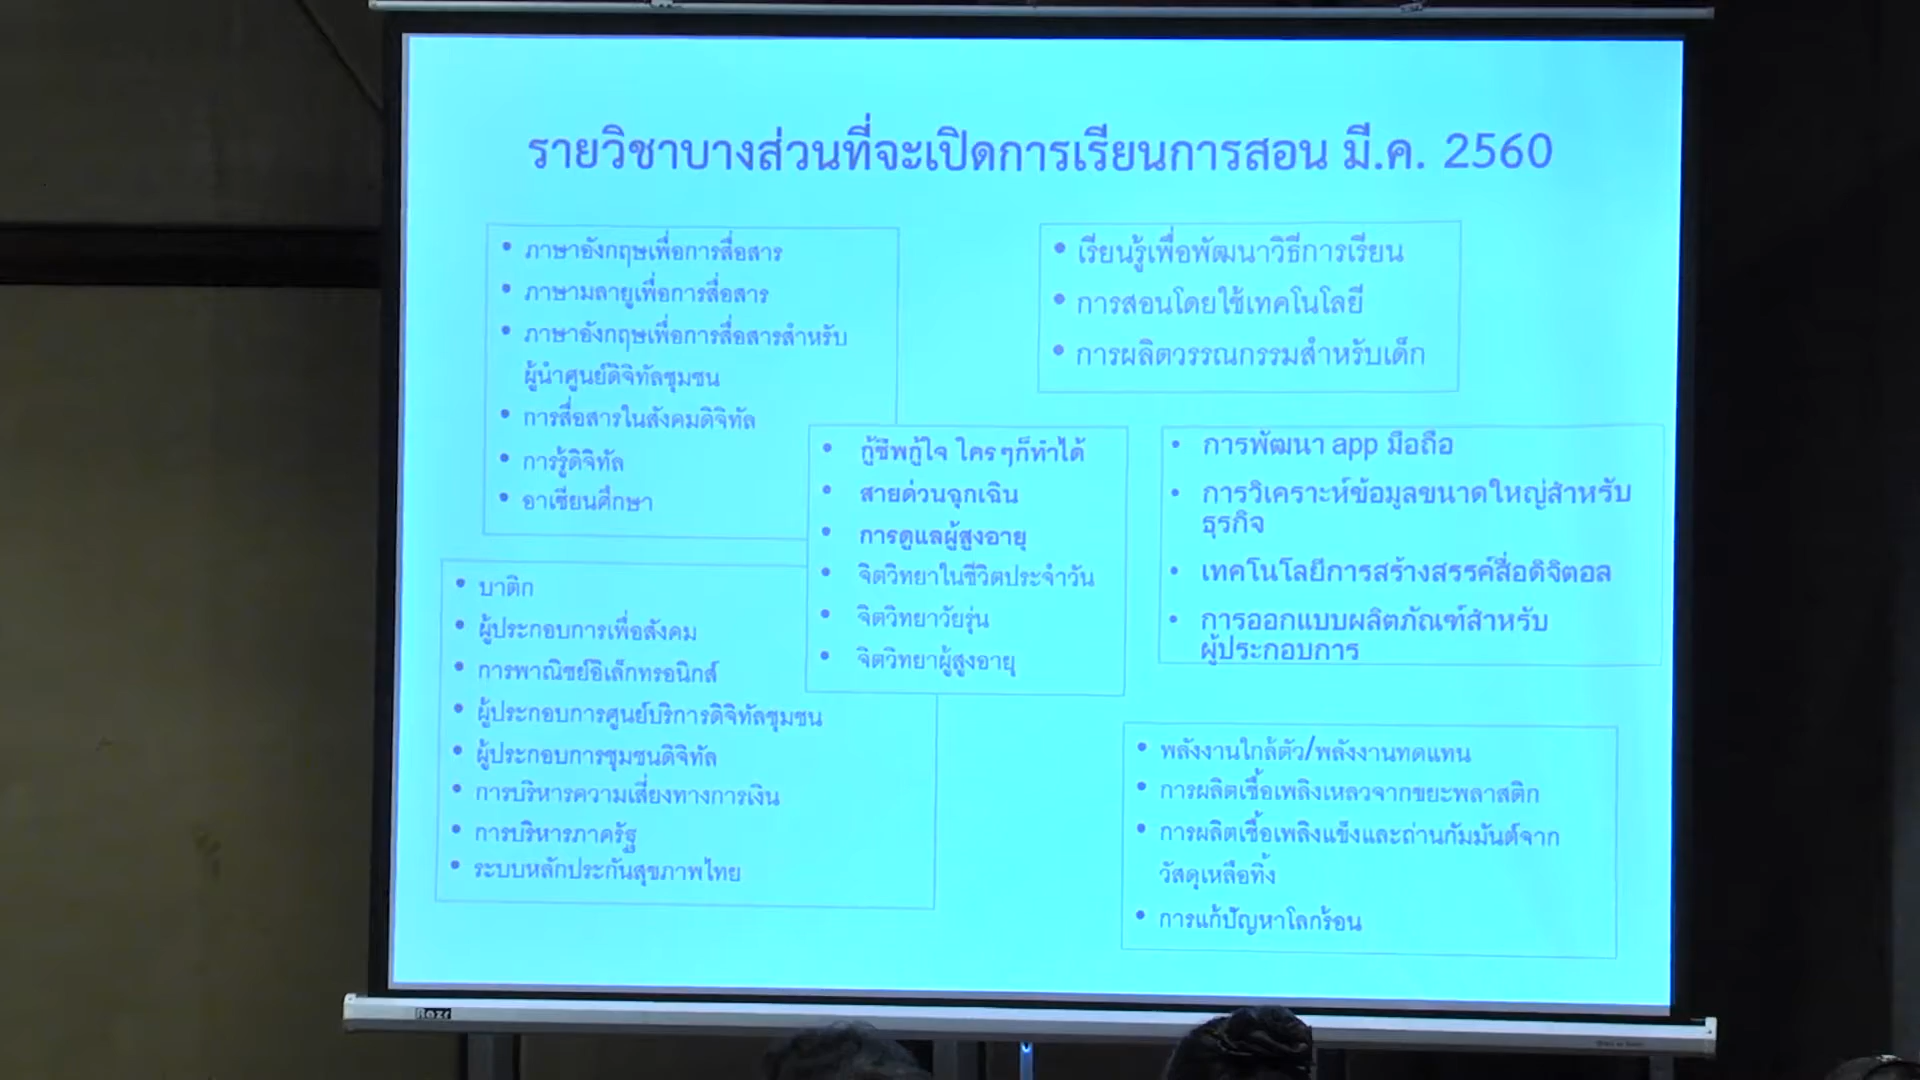 รายวิชาบางส่วนที่จะเปิดการเรียนการสอน มี.ค. 2560
• ภาษาอังกฤษเพื่อการสื่อสาร
• ภาษามลายูเพื่อการสื่อสาร
• ภาษาอังกฤษเพื่อการสื่อสารสำหรับ
ผู้นำศูนย์ดิจิทัลชุมชน
• การสื่อสารในสังคมดิจิทัล
• การรู้ดิจิทัล
• อาเซียนศึกษา
• เรียนรู้เพื่อพัฒนาวิธีการเรียน
• การสอนโดยใช้เทคโนโลยี
• การผลิตวรรณกรรมสำหรับเด็ก
• กู้ชีพกู้ใจ ใครๆก็ทำได้
• สายด่วนฉุกเฉิน
• การดูแลผู้สูงอายุ
• จิตวิทยาในชีวิตประจำวัน
• จิตวิทยาวัยรุ่น
• จิตวิทยาผู้สูงอายุ
• การพัฒนา app มือถือ
• การวิเคราะห์ข้อมูลขนาดใหญ่สำหรับ
ธุรกิจ
• เทคโนโลยีการสร้างสรรค์สื่อดิจิตอล
• การออกแบบผลิตภัณฑ์สำหรับ
ผู้ประกอบการ
• บาติก
• ผู้ประกอบการเพื่อสังคม
• การพาณิชย์อิเล็กทรอนิกส์
• ผู้ประกอบการศูนย์บริการดิจิทัลชุมชน
• ผู้ประกอบการชุมชนดิจิทัล
• การบริหารความเสี่ยงทางการเงิน
• การบริหารภาครัฐ
• ระบบหลักประกันสุขภาพไทย
• พลังงานใกล้ตัว/พลังงานทดแทน
• การผลิตเชื้อเพลิงเหลวจากขยะพลาสติก
• การผลิตเชื้อเพลิงแข็งและถ่านกัมมันต์จาก
วัสดุเหลือทิ้ง
• การแก้ปัญหาโลกร้อน